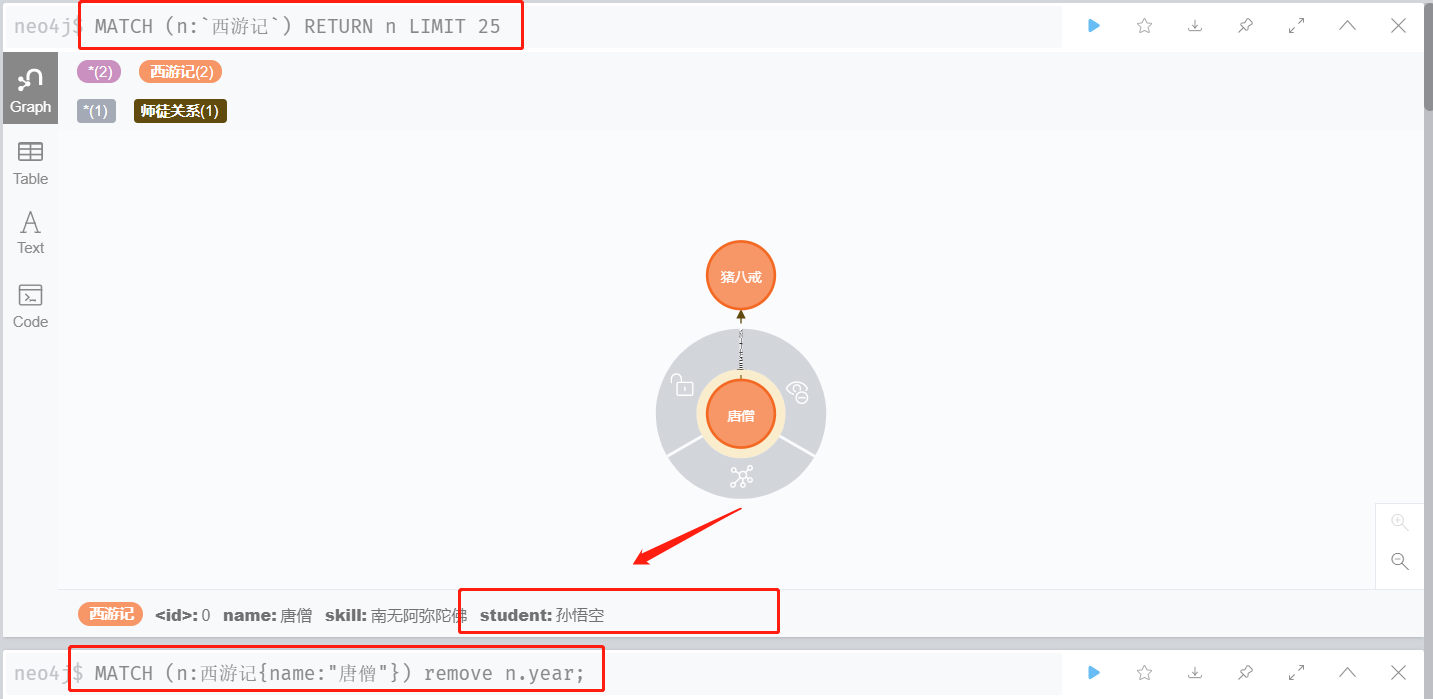 neo4j$ MATCH (n:`西游记`) RETURN n LIMIT 25
*(2) 西游记(2)
*(1) 师徒关系(1)
Graph
Table
Text
Code
猪八戒
唐僧
西游记 <id>: 0 name: 唐僧 skill: 南无阿弥陀佛 student: 孙悟空
neo4j$ MATCH (n:西游记{name:"唐僧"}) remove n.year;